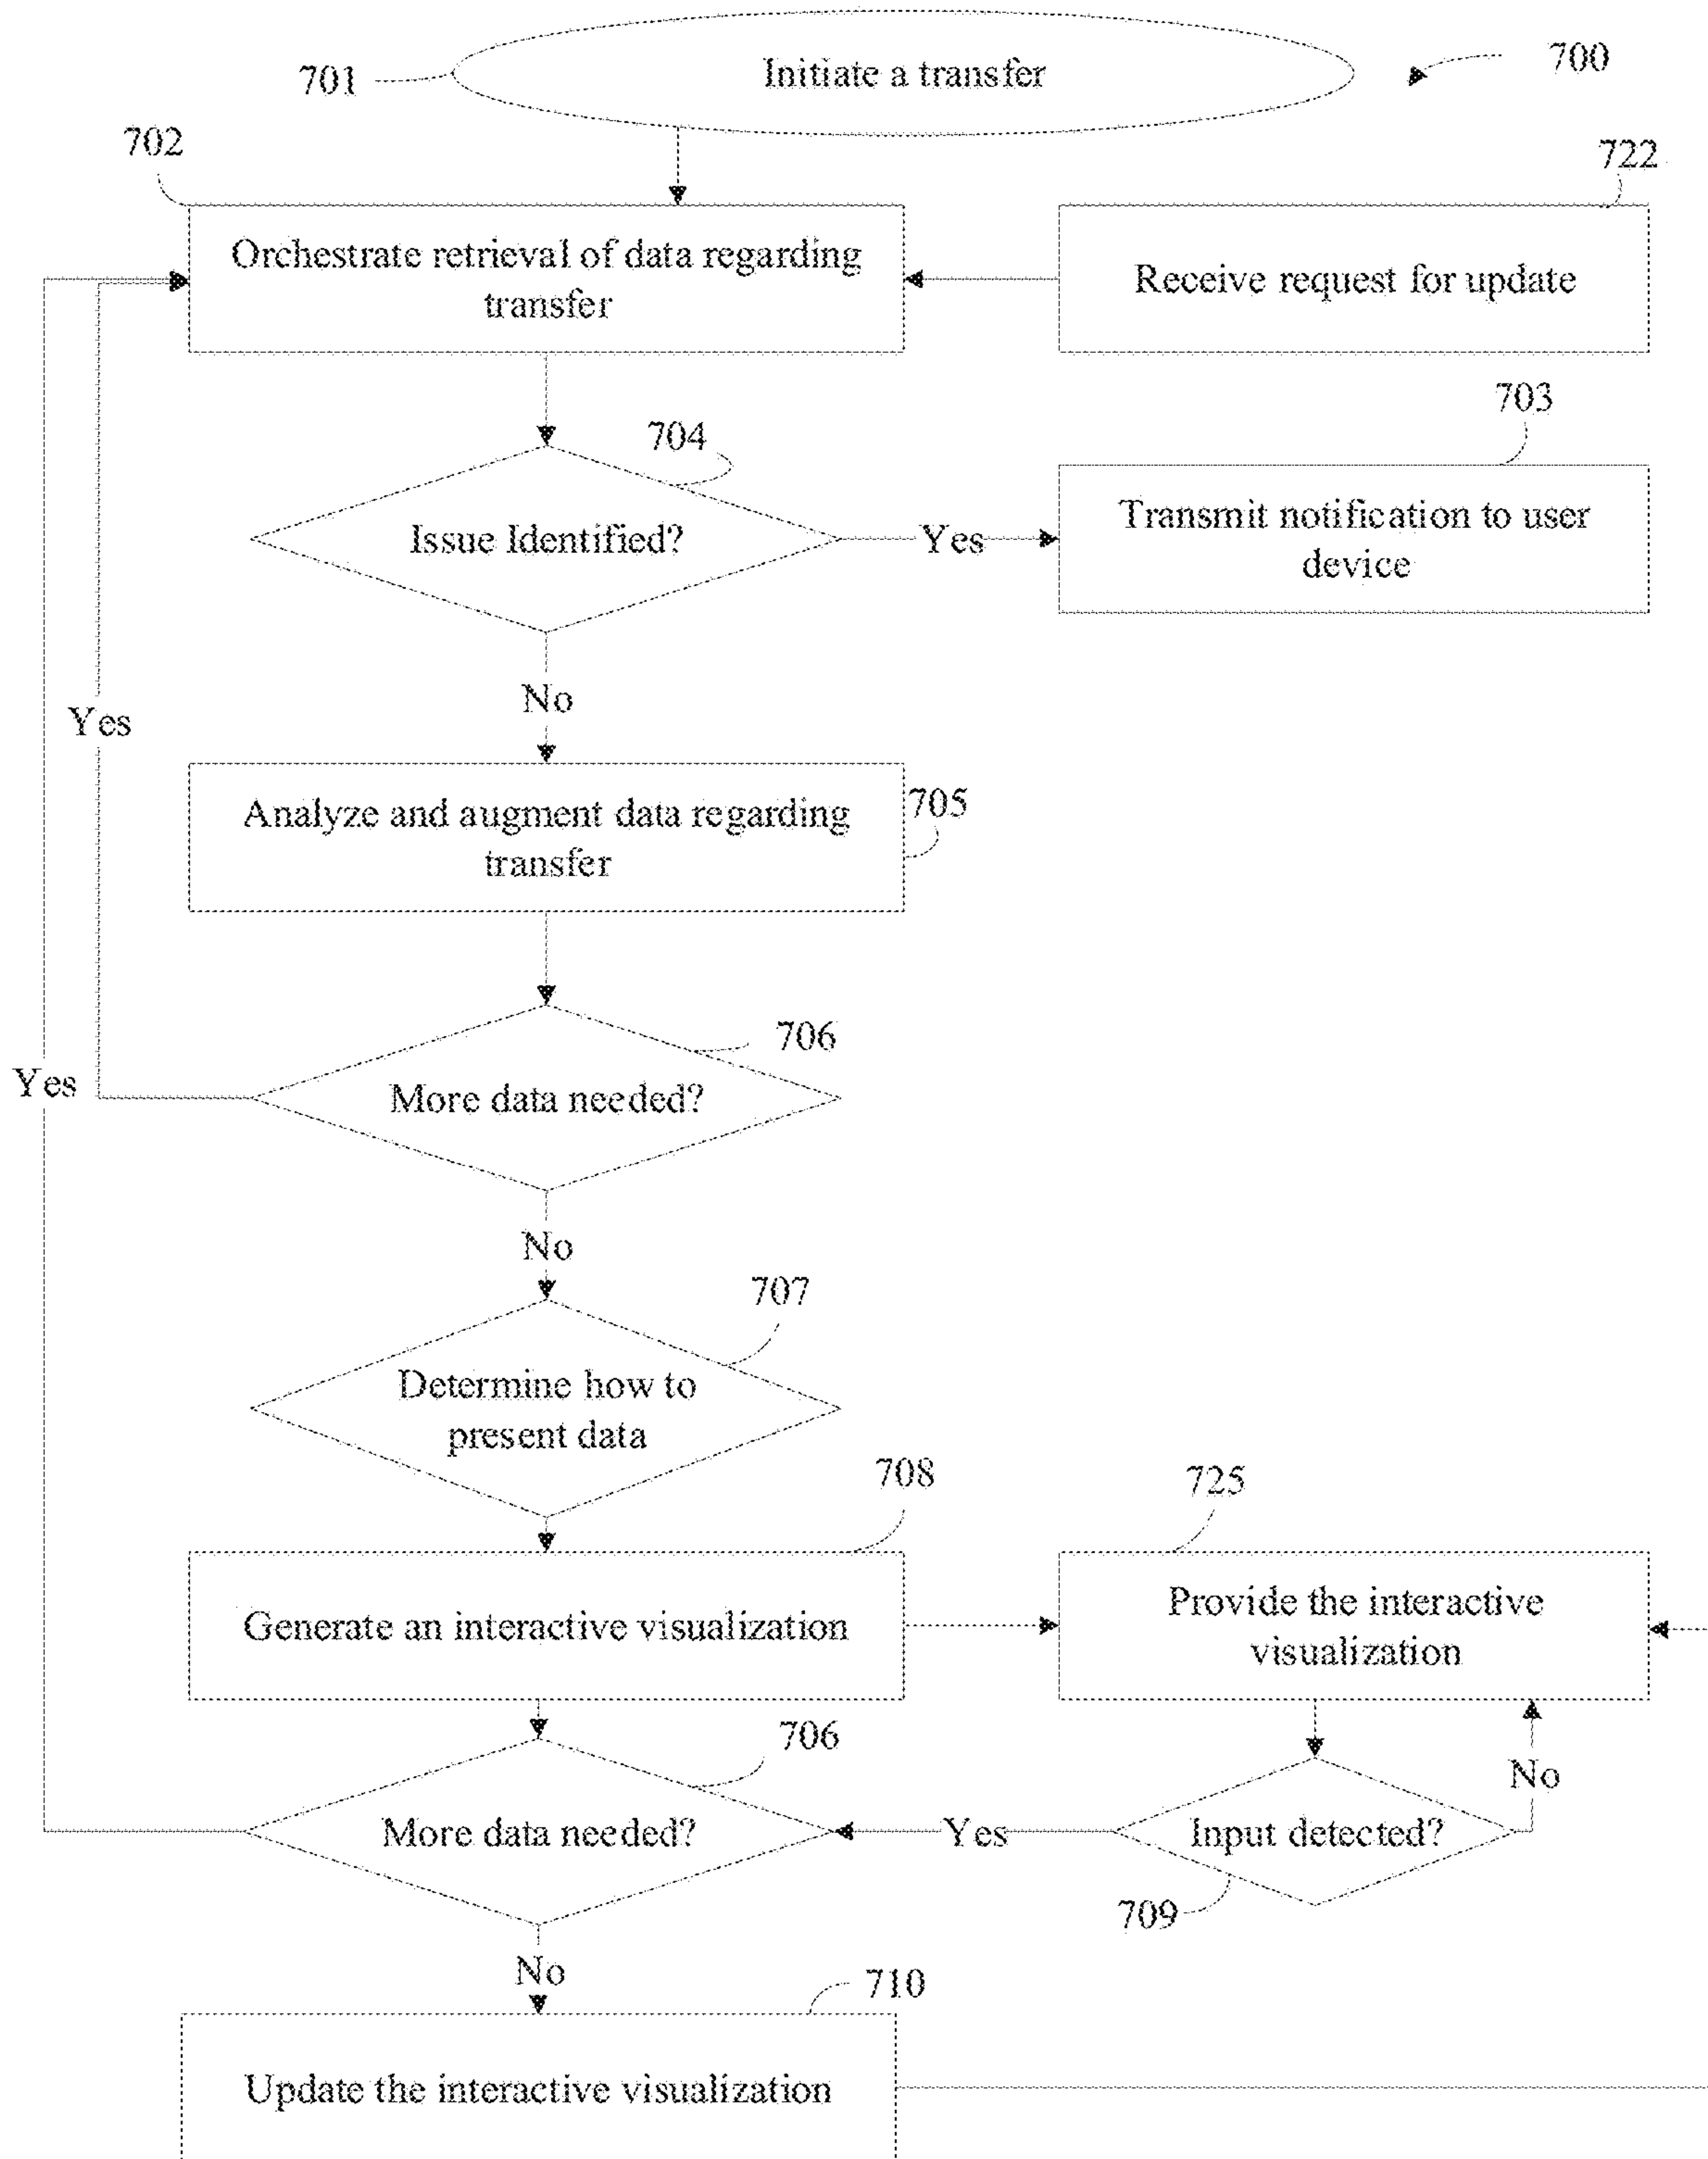 Initiate a transfer
700
701
702
722
Orchestrate retrieval of data regarding
transfer
Receive request for update
703
704
Transmit notification to user
device
Issue Identified?
Yes
No
Yes
Analyze and augment data regarding
transfer
705
706
More data needed?
Yes
No
707
Determine how to
present data
708
725
Generate an interactive visualization
Provide the interactive
visualization
706
More data needed?
Yes
Input detected?
No
709
No
710
Update the interactive visualization